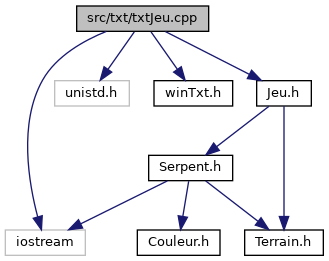 src/txt/txtJeu.cpp
unistd.h
winTxt.h
Jeu.h
Serpent.h
iostream
Couleur.h
Terrain.h